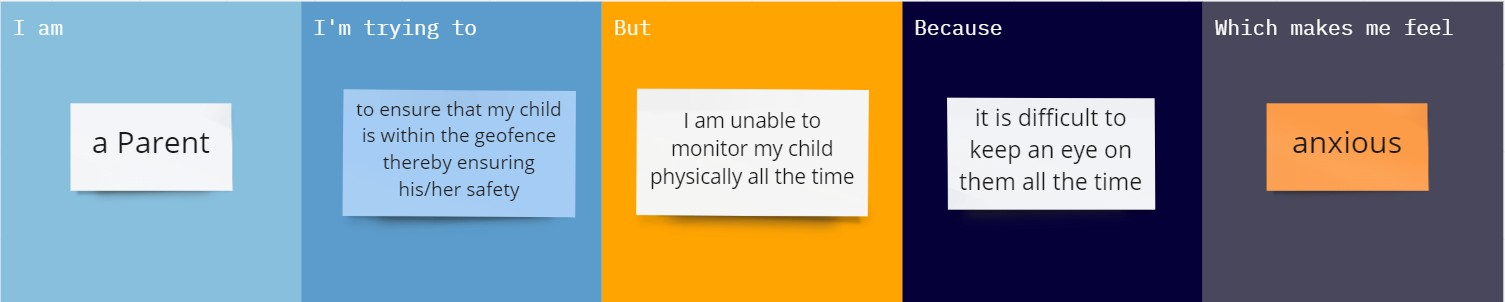 I am
a Parent
I'm trying to
to ensure that my child
is within the geofence
thereby ensuring
his/her safety
But
I am unable to
monitor my child
physically all the time
Because
it is difficult to
keep an eye on
them all the time
Which makes me feel
anxious